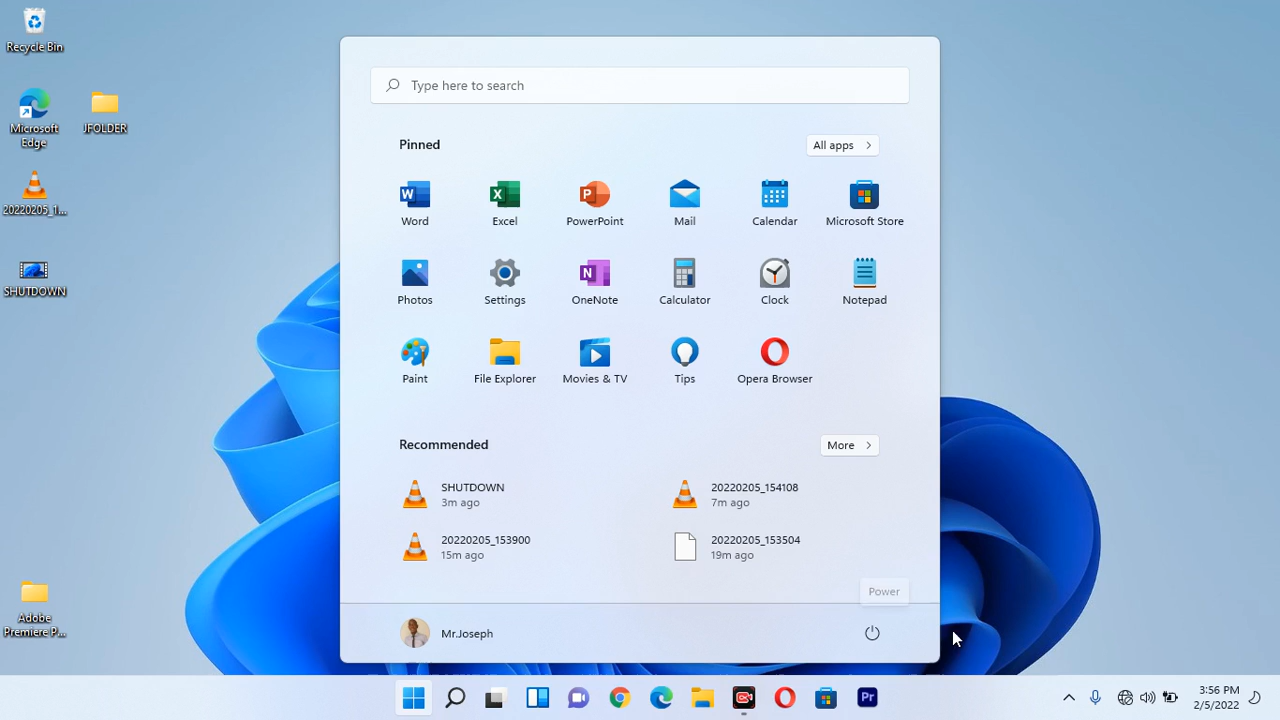 Recycle Bin
Microsoft
Edge
JFOLDER
20220205_1...
SHUTDOWN
Adobe
Premiere P...
Type here to search
Pinned
All apps
Word
Excel
PowerPoint
Mail
Calendar
Microsoft Store
Photos
Settings
OneNote
Calculator
Clock
Notepad
Paint
File Explorer
Movies & TV
Tips
Opera Browser
Recommended
More
SHUTDOWN
3m ago
20220205_154108
7m ago
20220205_153900
15m ago
20220205_153504
19m ago
Power
Mr.Joseph
Pr
3:56 PM
2/5/2022